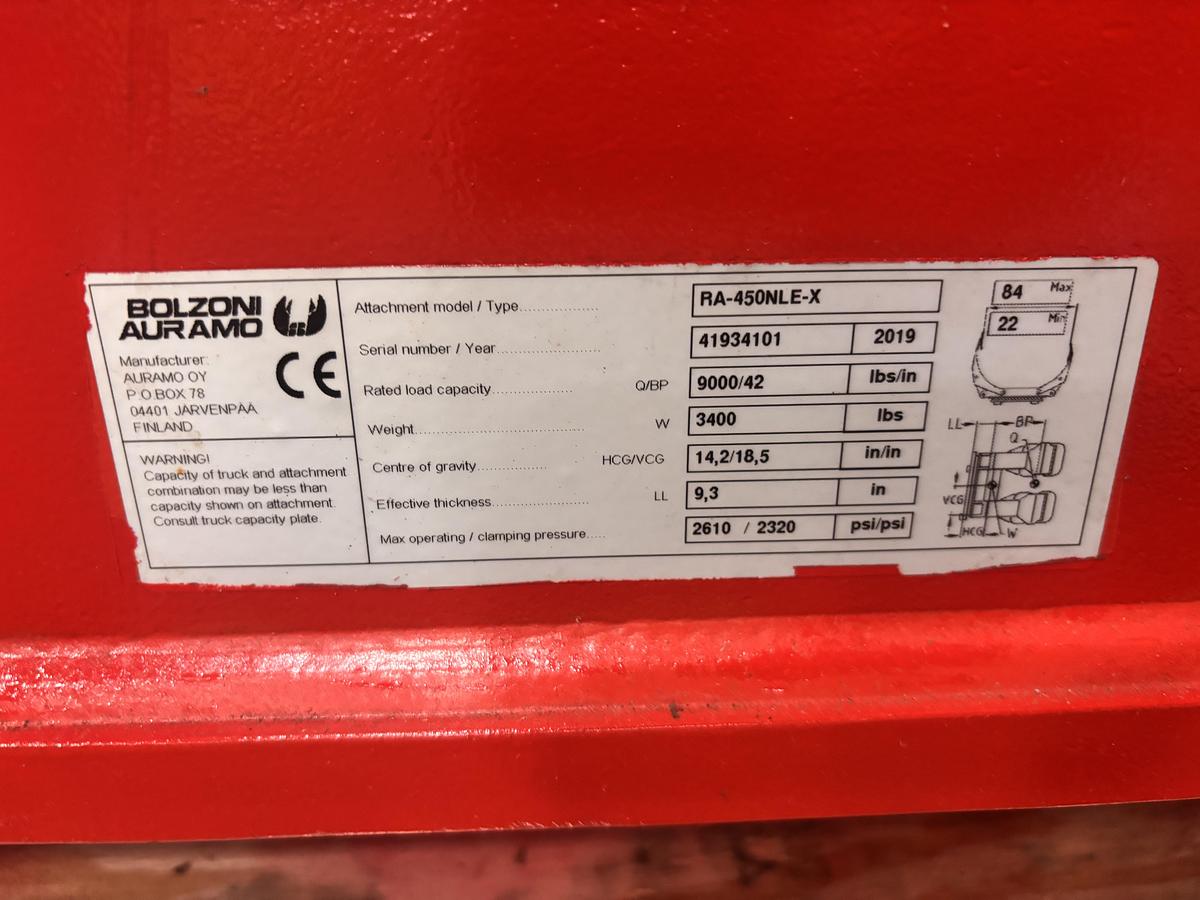 BOLZONI
AURAMO
CE
Manufacturer:
AURAMO OY
P.O.BOX 78
04401 JÄRVENPÄÄ
FINLAND
WARNING!
Capacity of truck and attachment
combination may be less than
capacity shown on attachment.
Consult truck capacity plate.
Attachment model / Type................... RA-450NLE-X
Serial number / Year......................... 41934101 2019
Rated load capacity.................... Q/BP 9000/42 lbs/in
Weight.......................................... W 3400 lbs
Centre of gravity................. HCG/VCG 14,2/18,5 in/in
Effective thickness........................ LL 9,3 in
Max operating / clamping pressure..... 2610 / 2320 psi/psi
84 Max
22 Min
LL BP
Q
VCG
HCG W